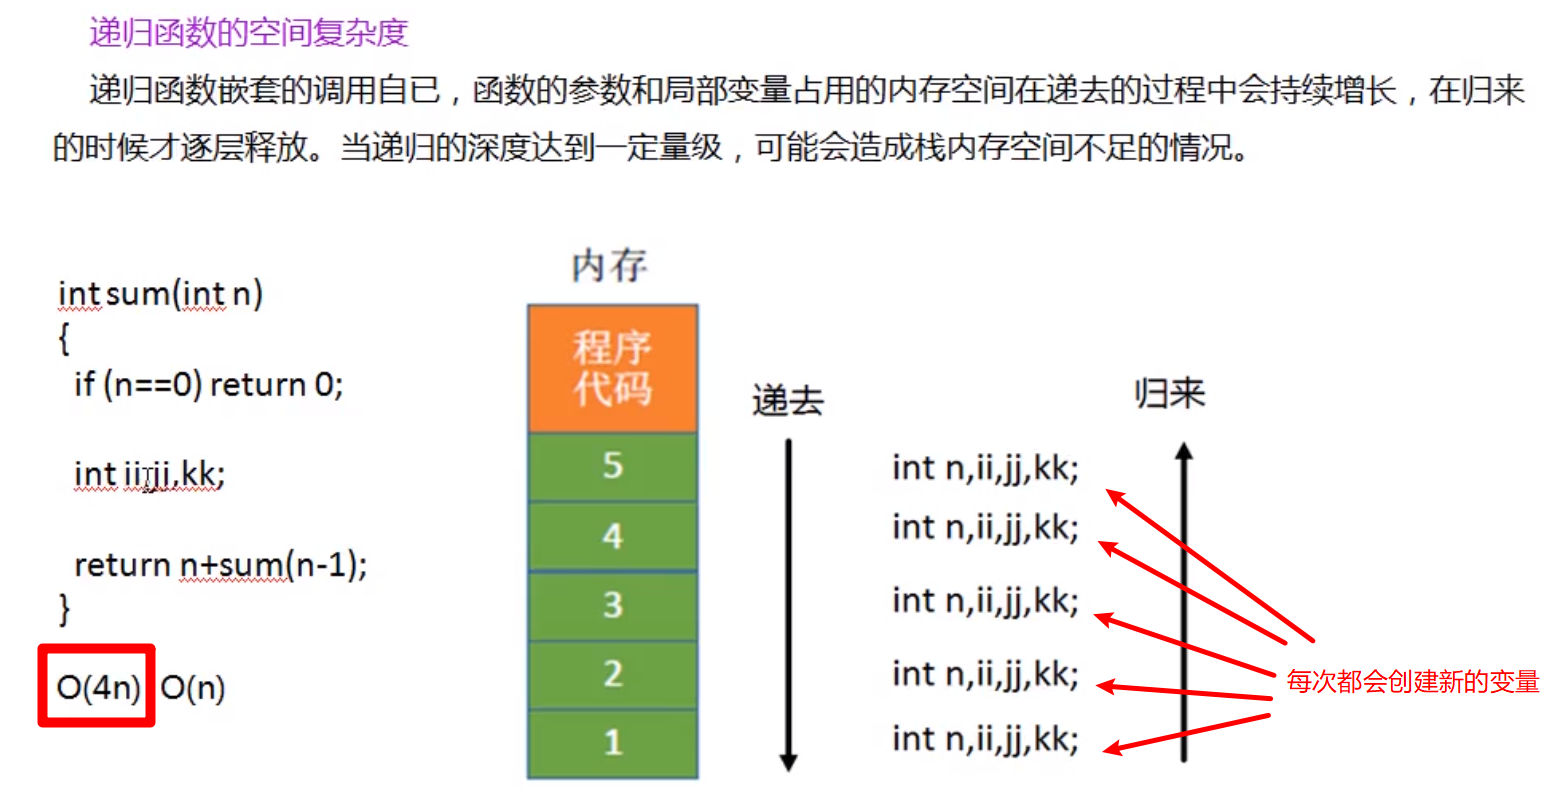 递归函数的空间复杂度
递归函数嵌套的调用自已，函数的参数和局部变量占用的内存空间在递去的过程中会持续增长，在归来
的时候才逐层释放。当递归的深度达到一定量级，可能会造成栈内存空间不足的情况。
int sum(int n)
{
if (n==0) return 0;
int ii,jj,kk;
return n+sum(n-1);
}
O(4n) O(n)
内存
程序
代码
5
4
3
2
1
递去
归来
int n,ii,jj,kk;
int n,ii,jj,kk;
int n,ii,jj,kk;
int n,ii,jj,kk;
int n,ii,jj,kk;
每次都会创建新的变量